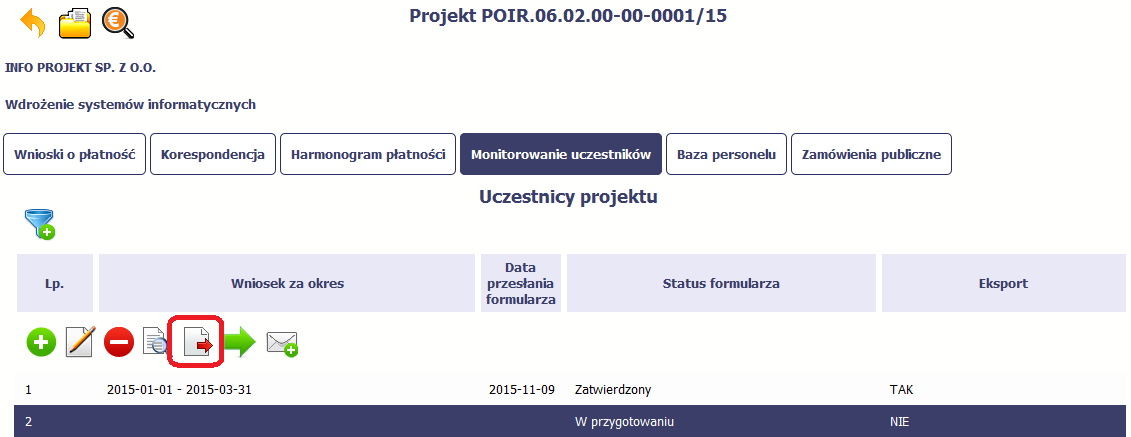 Projekt POIR.06.02.00-00-0001/15
INFO PROJEKT SP. Z O.O.
Wdrożenie systemów informatycznych
Wnioski o płatność Korespondencja Harmonogram płatności Monitorowanie uczestników Baza personelu Zamówienia publiczne
Uczestnicy projektu
Lp. Wniosek za okres Data przesłania formularza Status formularza Eksport
1 2015-01-01 - 2015-03-31 2015-11-09 Zatwierdzony TAK
2 W przygotowaniu NIE